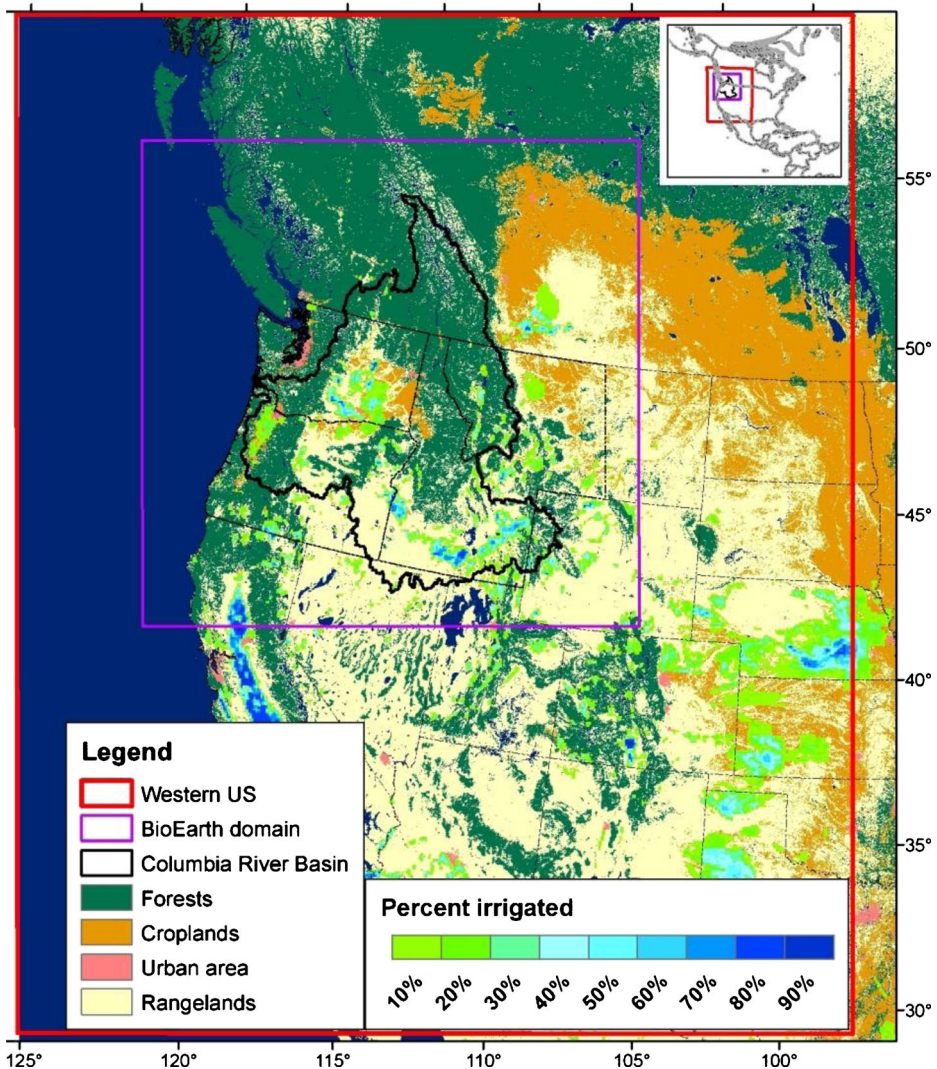 55°
50°
45°
40°
35°
30°
Legend
Western US
BioEarth domain
Columbia River Basin
Forests
Croplands
Urban area
Rangelands
Percent irrigated
10% 20% 30% 40% 50% 60% 70% 80% 90%
125° 120° 115° 110° 105° 100°